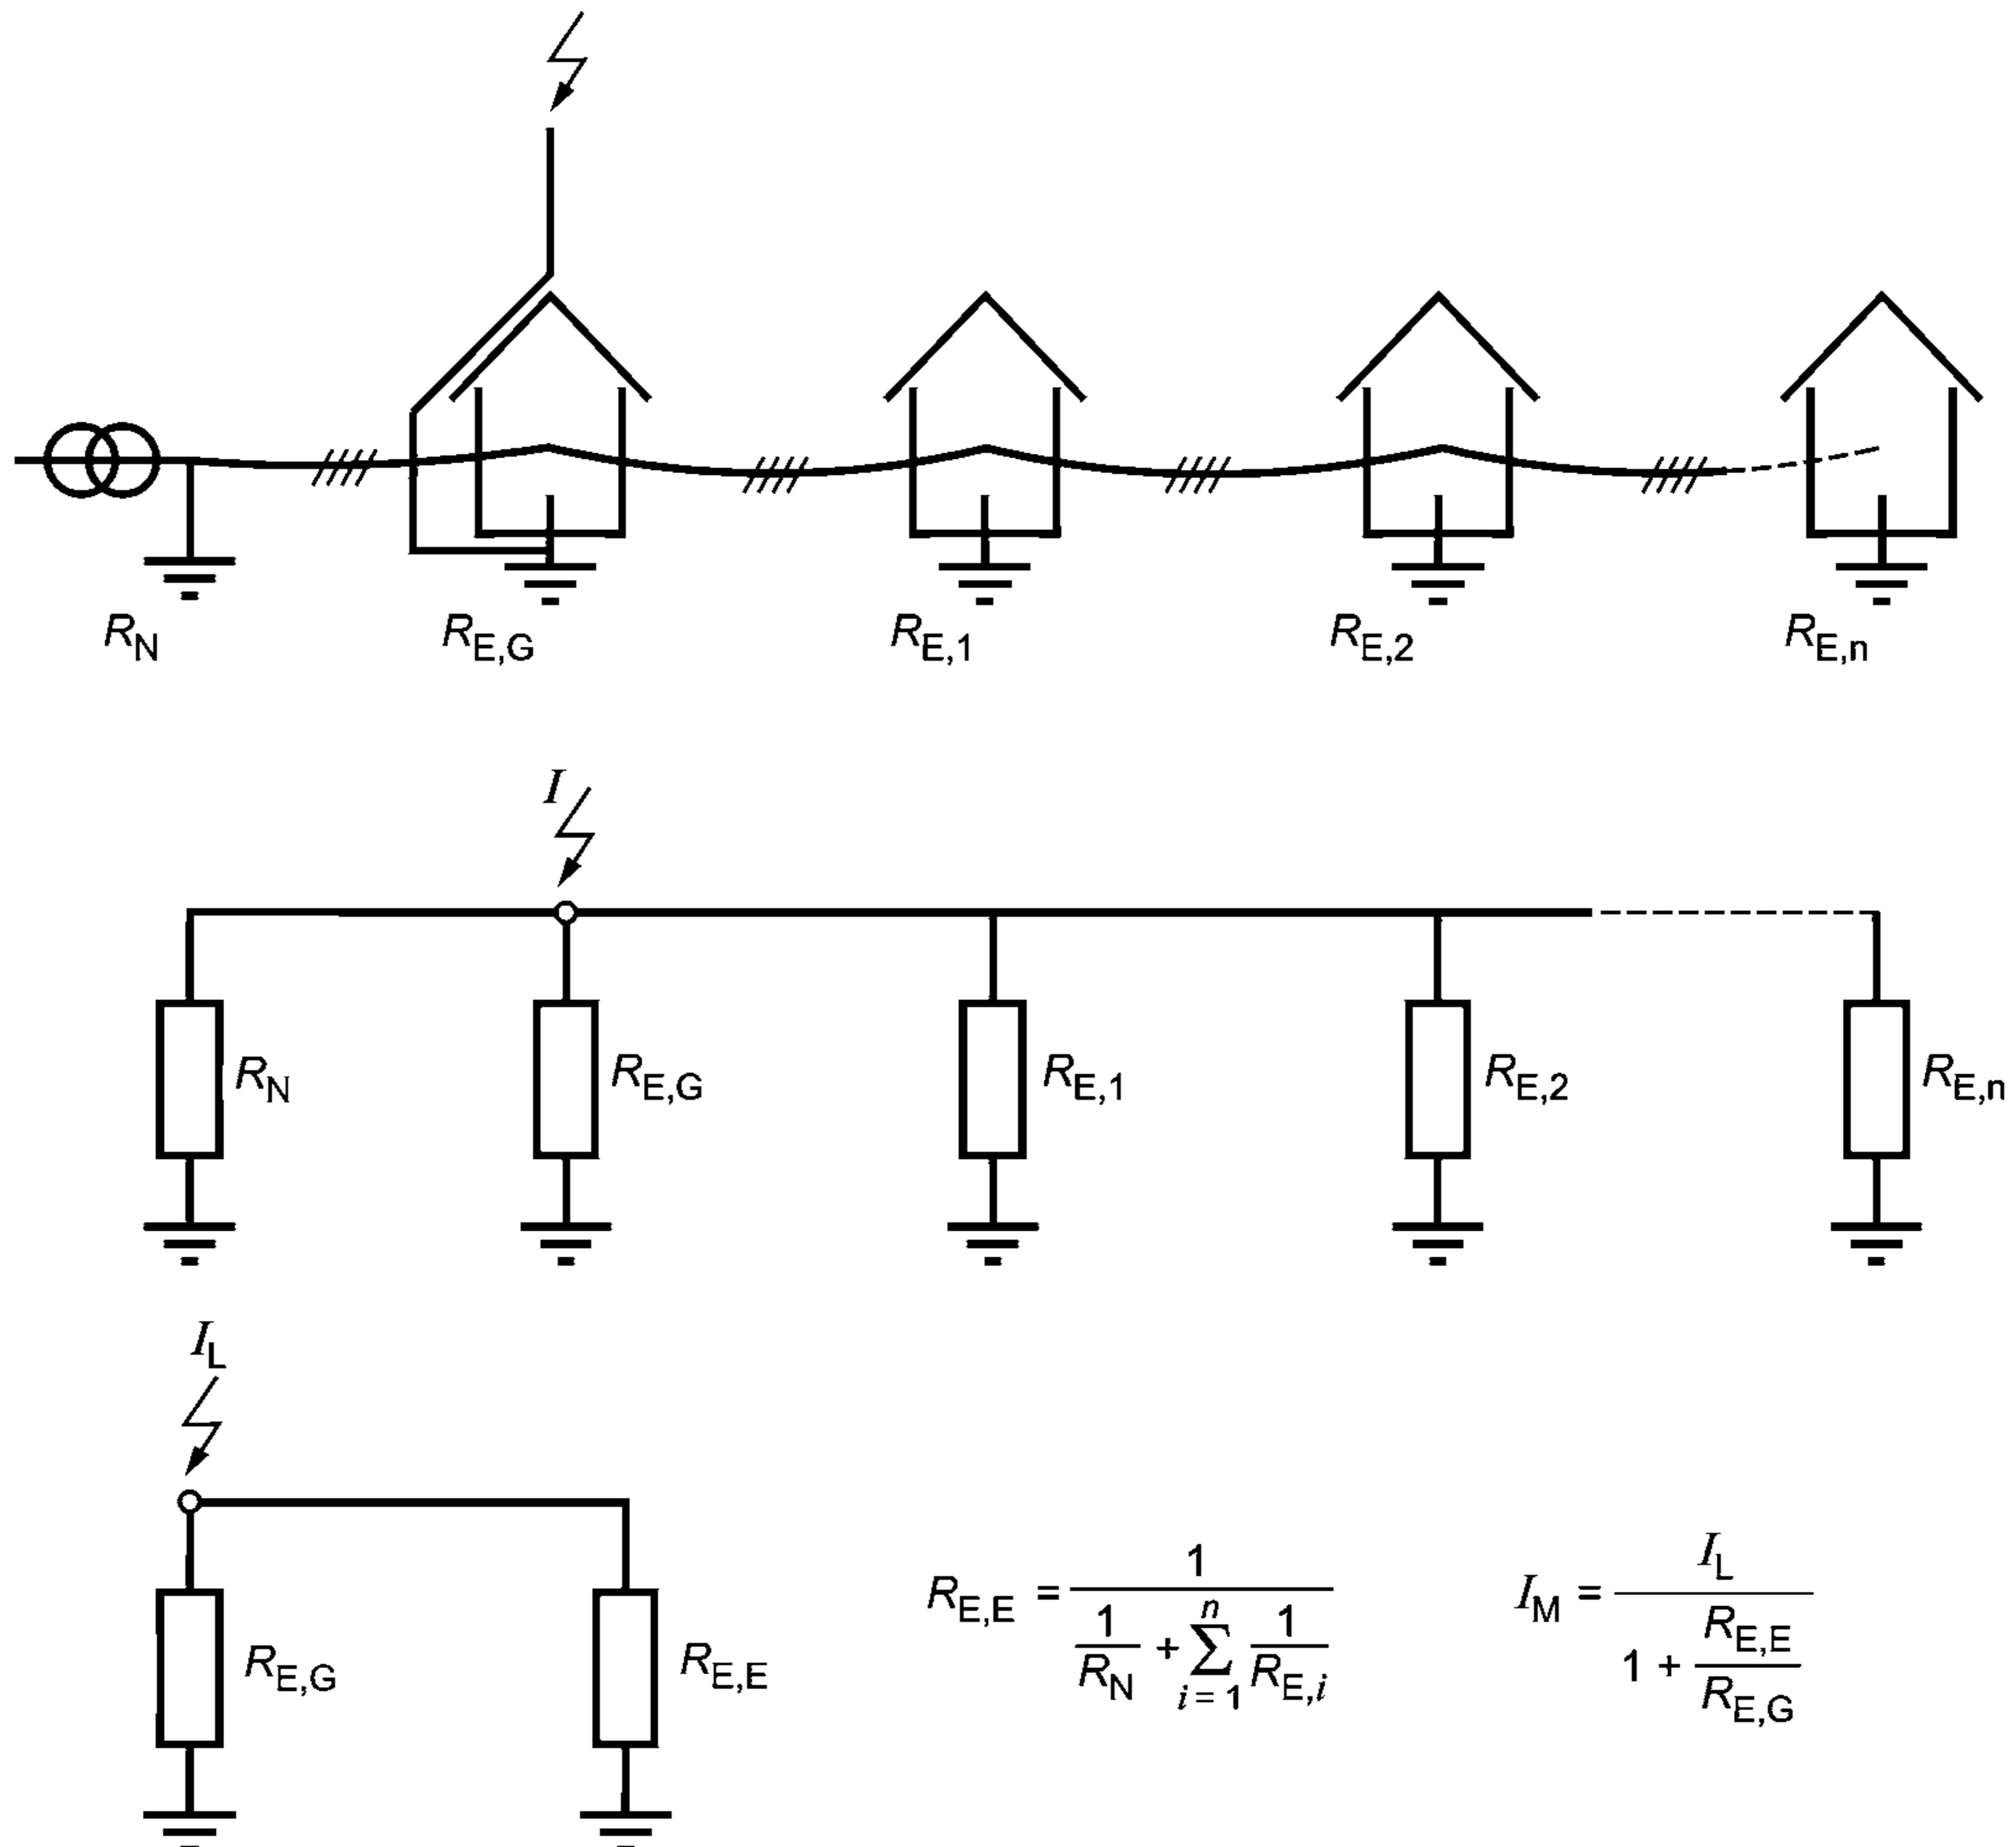 R_N R_E,G R_E,1 R_E,2 R_E,n
I
R_N R_E,G R_E,1 R_E,2 R_E,n
I_L
R_E,G R_E,E
R_E,E = 1 / (1/R_N + ∑_{i=1}^{n} 1/R_E,i)
I_M = I_L / (1 + R_E,E/R_E,G)